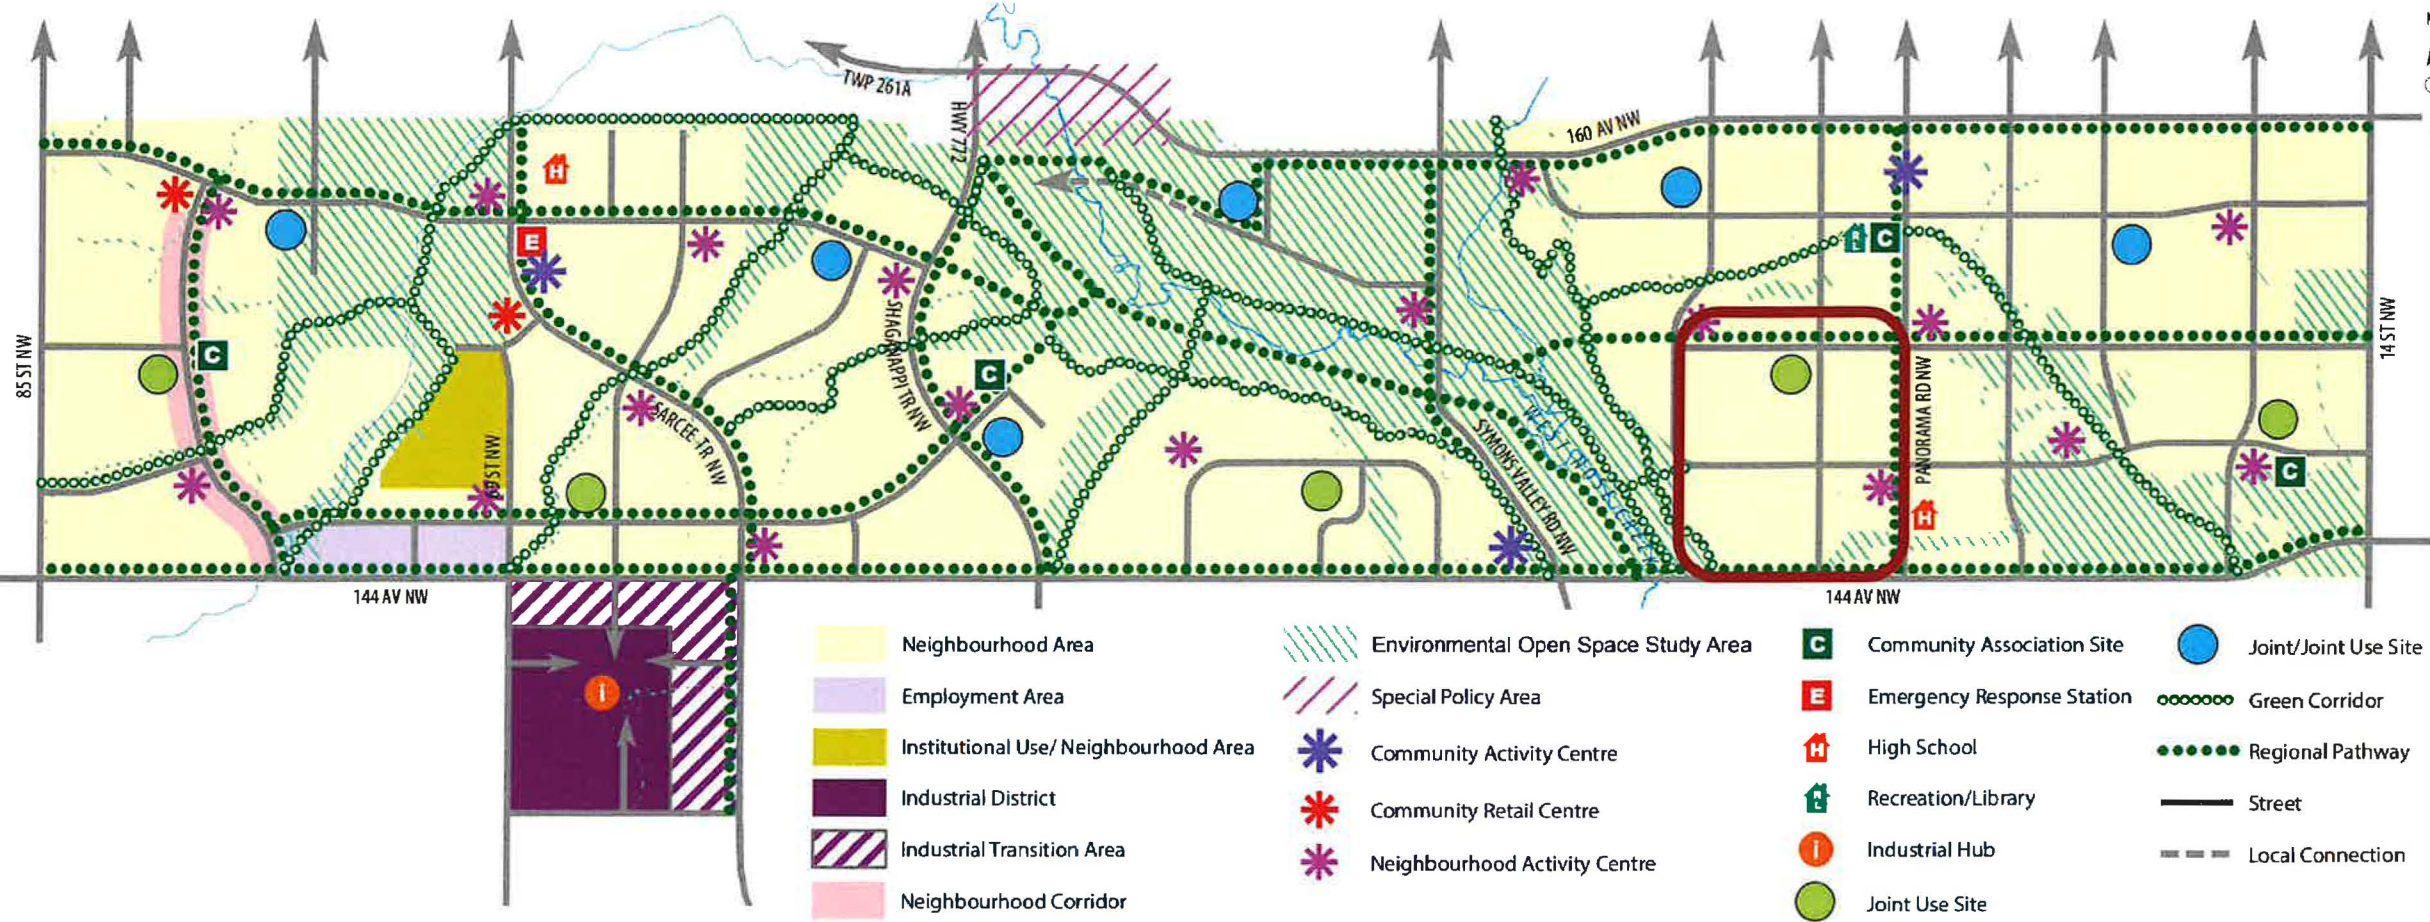 TWP 261A
HWY 772
160 AV NW
H
E
C
C
C
C
H
85 ST NW
14 ST NW
SHAGANAPPI TR NW
SARCEE TR NW
69 ST NW
SYMONS VALLEY RD NW
WEST NOSE CREEK
PANORAMA RD NW
144 AV NW
144 AV NW
i
Neighbourhood Area
Employment Area
Institutional Use/ Neighbourhood Area
Industrial District
Industrial Transition Area
Neighbourhood Corridor
Environmental Open Space Study Area
Special Policy Area
Community Activity Centre
Community Retail Centre
Neighbourhood Activity Centre
C Community Association Site
E Emergency Response Station
H High School
Recreation/Library
i Industrial Hub
Joint Use Site
Joint/Joint Use Site
Green Corridor
Regional Pathway
Street
Local Connection